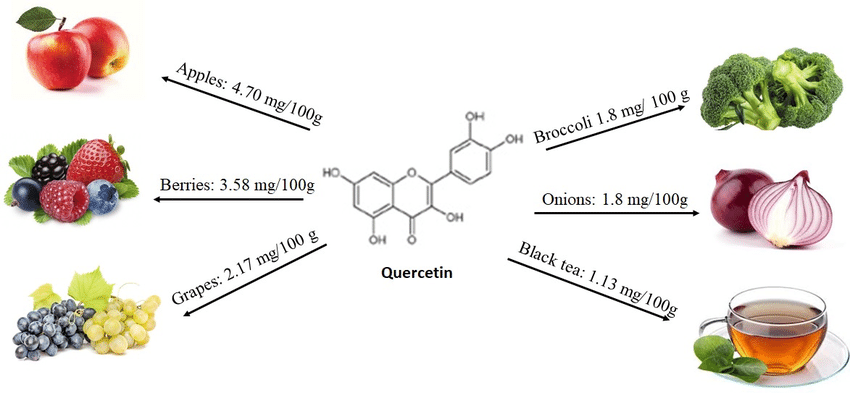 Apples: 4.70 mg/100g
Berries: 3.58 mg/100g
Grapes: 2.17 mg/100 g
OH
OH
HO
O
OH
OH
O
Quercetin
Broccoli 1.8 mg/ 100 g
Onions: 1.8 mg/100g
Black tea: 1.13 mg/100g